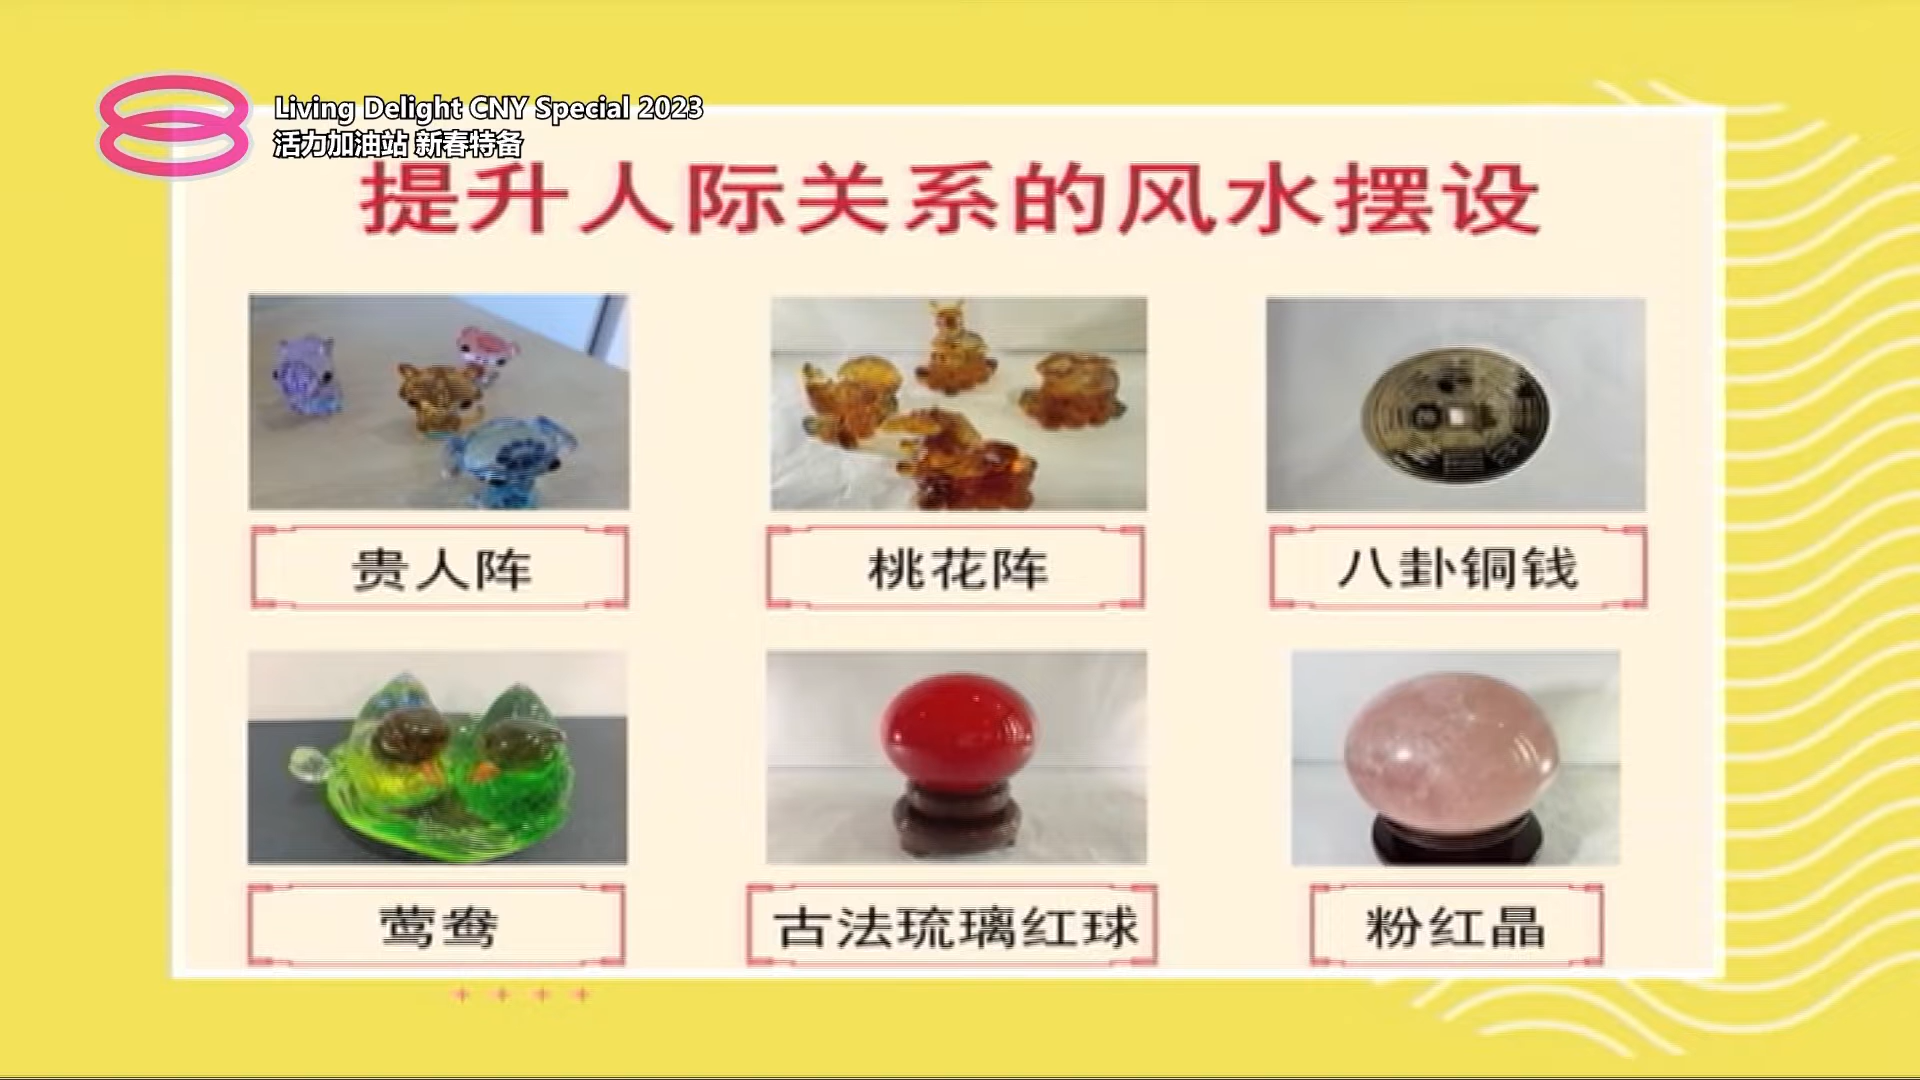 Living Delight CNY Special 2023
活力加油站 新春特备
提升人际关系的风水摆设
贵人阵
桃花阵
八卦铜钱
莺鸯
古法琉璃红球
粉红晶